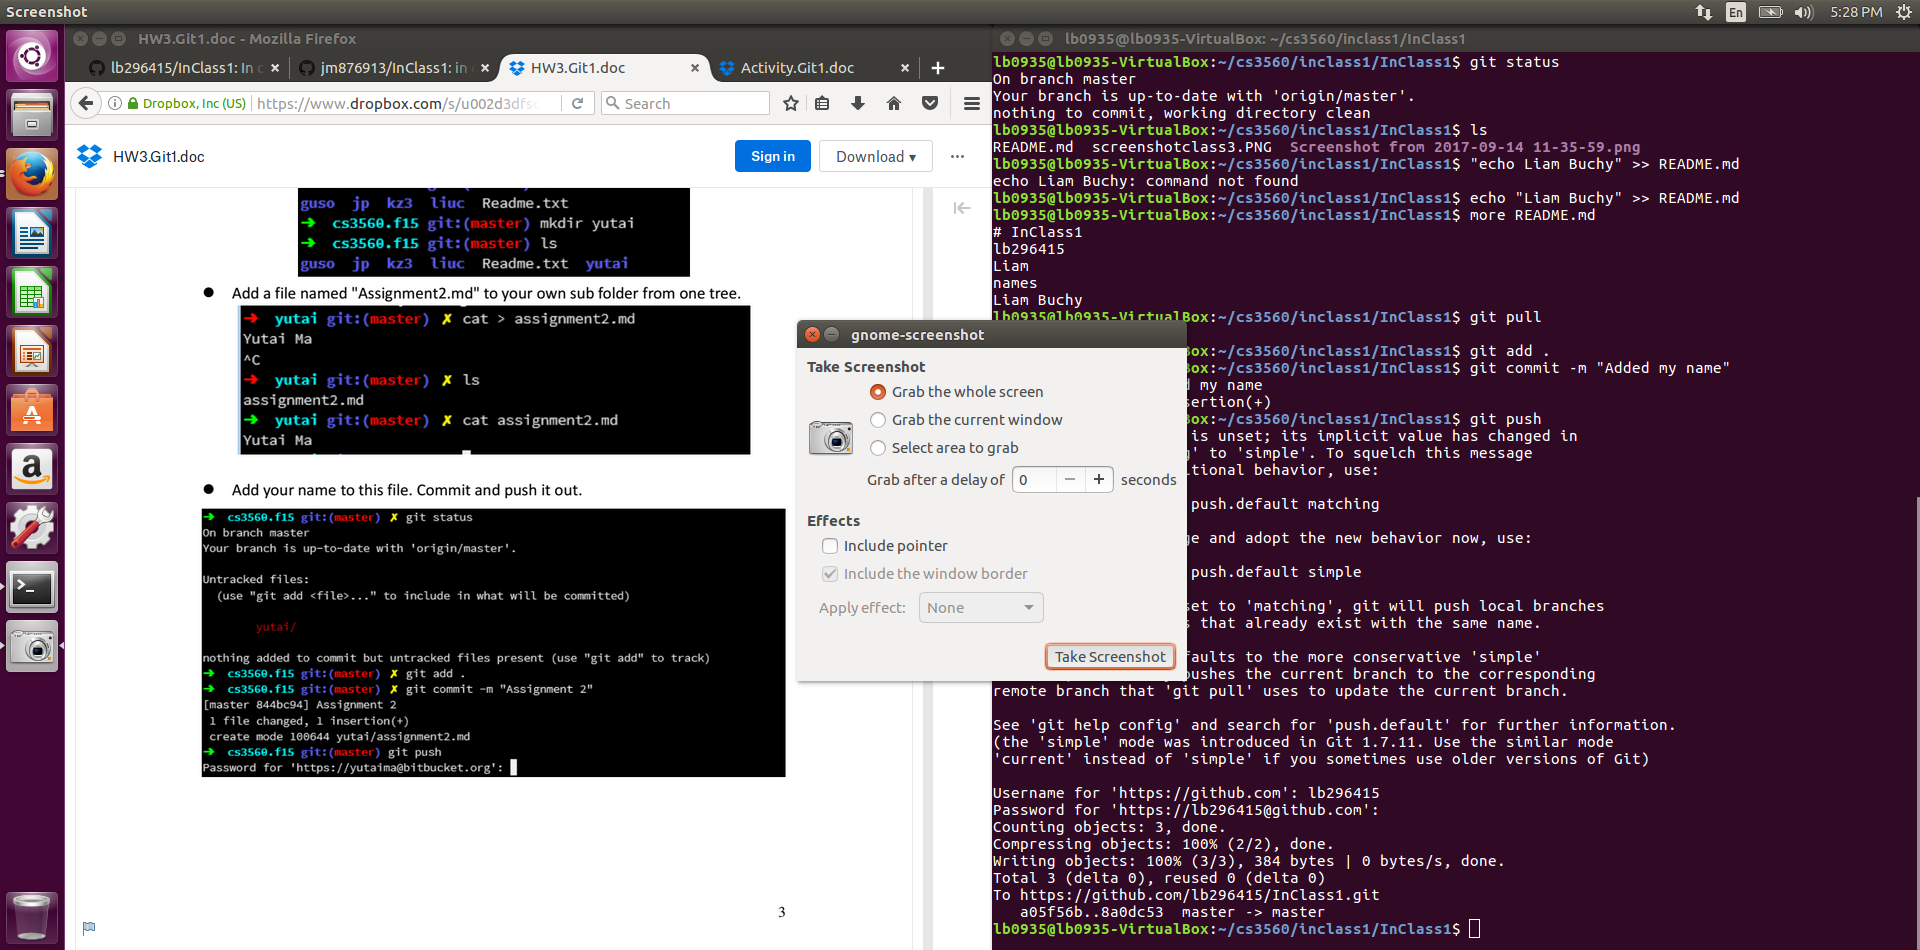 Screenshot
En
5:28 PM
HW3.Git1.doc - Mozilla Firefox
lb296415/InClass1: In c
jm876913/InClass1: in
HW3.Git1.doc
Activity.Git1.doc
Dropbox, Inc (US)
https://www.dropbox.com/s/u002d3dfsc
Search
HW3.Git1.doc
Sign in
Download
guso jp kz3 liuc Readme.txt
➜ cs3560.f15 git:(master) mkdir yutai
➜ cs3560.f15 git:(master) ls
guso jp kz3 liuc Readme.txt yutai
● Add a file named "Assignment2.md" to your own sub folder from one tree.
➜ yutai git:(master) ✗ cat > assignment2.md
Yutai Ma
^C
➜ yutai git:(master) ✗ ls
assignment2.md
➜ yutai git:(master) ✗ cat assignment2.md
Yutai Ma
● Add your name to this file. Commit and push it out.
➜ cs3560.f15 git:(master) ✗ git status
On branch master
Your branch is up-to-date with 'origin/master'.
Untracked files:
(use "git add <file>..." to include in what will be committed)
yutai/
nothing added to commit but untracked files present (use "git add" to track)
➜ cs3560.f15 git:(master) ✗ git add .
➜ cs3560.f15 git:(master) ✗ git commit -m "Assignment 2"
[master 844bc94] Assignment 2
1 file changed, 1 insertion(+)
create mode 100644 yutai/assignment2.md
➜ cs3560.f15 git:(master) git push
Password for 'https://yutaima@bitbucket.org':
3
gnome-screenshot
Take Screenshot
Grab the whole screen
Grab the current window
Select area to grab
Grab after a delay of 0 − + seconds
Effects
Include pointer
Include the window border
Apply effect: None
Take Screenshot
lb0935@lb0935-VirtualBox: ~/cs3560/inclass1/InClass1
lb0935@lb0935-VirtualBox:~/cs3560/inclass1/InClass1$ git status
On branch master
Your branch is up-to-date with 'origin/master'.
nothing to commit, working directory clean
lb0935@lb0935-VirtualBox:~/cs3560/inclass1/InClass1$ ls
README.md screenshotclass3.PNG Screenshot from 2017-09-14 11-35-59.png
lb0935@lb0935-VirtualBox:~/cs3560/inclass1/InClass1$ "echo Liam Buchy" >> README.md
echo Liam Buchy: command not found
lb0935@lb0935-VirtualBox:~/cs3560/inclass1/InClass1$ echo "Liam Buchy" >> README.md
lb0935@lb0935-VirtualBox:~/cs3560/inclass1/InClass1$ more README.md
# InClass1
lb296415
Liam
names
Liam Buchy
lb0935@lb0935-VirtualBox:~/cs3560/inclass1/InClass1$ git pull
ox:~/cs3560/inclass1/InClass1$ git add .
ox:~/cs3560/inclass1/InClass1$ git commit -m "Added my name"
d my name
sertion(+)
ox:~/cs3560/inclass1/InClass1$ git push
is unset; its implicit value has changed in
g' to 'simple'. To squelch this message
itional behavior, use:
push.default matching
ge and adopt the new behavior now, use:
push.default simple
set to 'matching', git will push local branches
s that already exist with the same name.
faults to the more conservative 'simple'
pushes the current branch to the corresponding
remote branch that 'git pull' uses to update the current branch.
See 'git help config' and search for 'push.default' for further information.
(the 'simple' mode was introduced in Git 1.7.11. Use the similar mode
'current' instead of 'simple' if you sometimes use older versions of Git)
Username for 'https://github.com': lb296415
Password for 'https://lb296415@github.com':
Counting objects: 3, done.
Compressing objects: 100% (2/2), done.
Writing objects: 100% (3/3), 384 bytes | 0 bytes/s, done.
Total 3 (delta 0), reused 0 (delta 0)
To https://github.com/lb296415/InClass1.git
a05f56b..8a0dc53 master -> master
lb0935@lb0935-VirtualBox:~/cs3560/inclass1/InClass1$